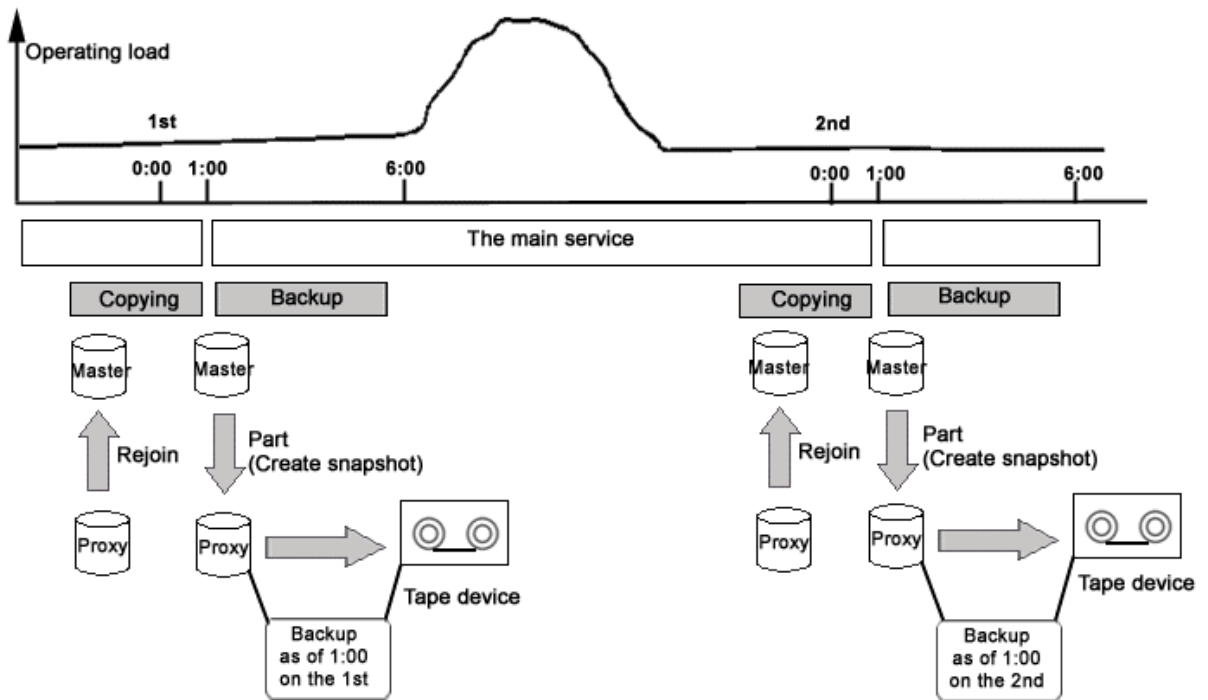 Operating load
1st
2nd
0:00
1:00
6:00
0:00
1:00
6:00
The main service
Copying
Backup
Copying
Backup
Master
Master
Master
Master
Rejoin
Part
(Create snapshot)
Rejoin
Part
(Create snapshot)
Proxy
Proxy
Proxy
Proxy
Tape device
Tape device
Backup
as of 1:00
on the 1st
Backup
as of 1:00
on the 2nd